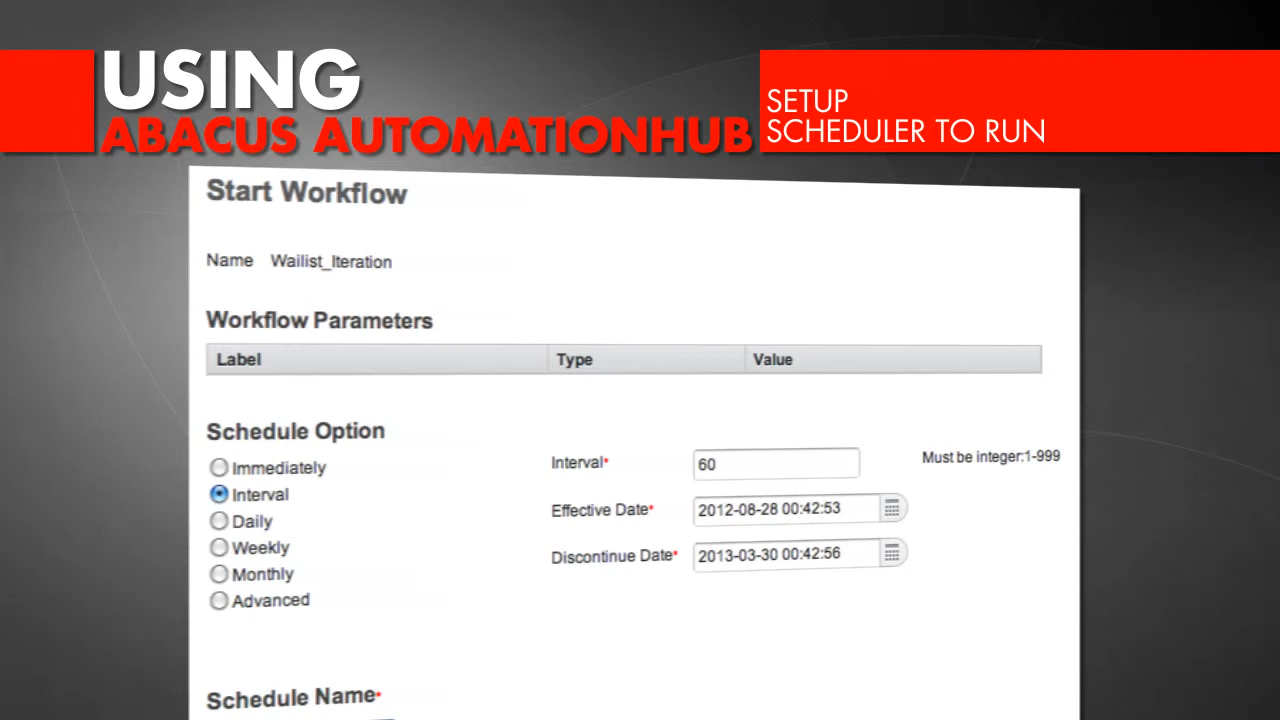 USING
ABACUS AUTOMATIONHUB
SETUP
SCHEDULER TO RUN
Start Workflow
Name Wailist_Iteration
Workflow Parameters
Label Type Value
Schedule Option
Immediately
Interval
Daily
Weekly
Monthly
Advanced
Interval* 60 Must be integer:1-999
Effective Date* 2012-08-28 00:42:53
Discontinue Date* 2013-03-30 00:42:56
Schedule Name*